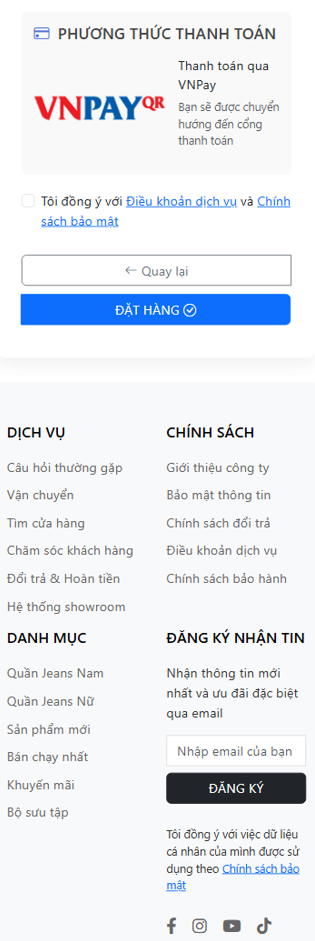 PHƯƠNG THỨC THANH TOÁN
VNPAYQR
Thanh toán qua
VNPay
Bạn sẽ được chuyển
hướng đến cổng
thanh toán
Tôi đồng ý với Điều khoản dịch vụ và Chính
sách bảo mật
Quay lại
ĐẶT HÀNG
DỊCH VỤ
Câu hỏi thường gặp
Vận chuyển
Tìm cửa hàng
Chăm sóc khách hàng
Đổi trả & Hoàn tiền
Hệ thống showroom
CHÍNH SÁCH
Giới thiệu công ty
Bảo mật thông tin
Chính sách đổi trả
Điều khoản dịch vụ
Chính sách bảo hành
DANH MỤC
Quần Jeans Nam
Quần Jeans Nữ
Sản phẩm mới
Bán chạy nhất
Khuyến mãi
Bộ sưu tập
ĐĂNG KÝ NHẬN TIN
Nhận thông tin mới
nhất và ưu đãi đặc biệt
qua email
Nhập email của bạn
ĐĂNG KÝ
Tôi đồng ý với việc dữ liệu
cá nhân của mình được sử
dụng theo Chính sách bảo
mật